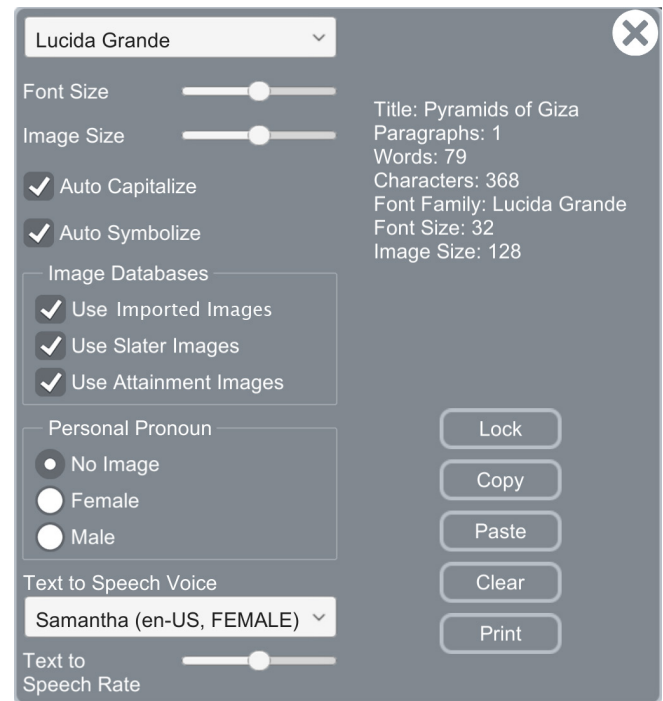 Lucida Grande
Font Size
Image Size
Auto Capitalize
Auto Symbolize
Image Databases
Use Imported Images
Use Slater Images
Use Attainment Images
Personal Pronoun
No Image
Female
Male
Text to Speech Voice
Samantha (en-US, FEMALE)
Text to
Speech Rate
Title: Pyramids of Giza
Paragraphs: 1
Words: 79
Characters: 368
Font Family: Lucida Grande
Font Size: 32
Image Size: 128
Lock
Copy
Paste
Clear
Print